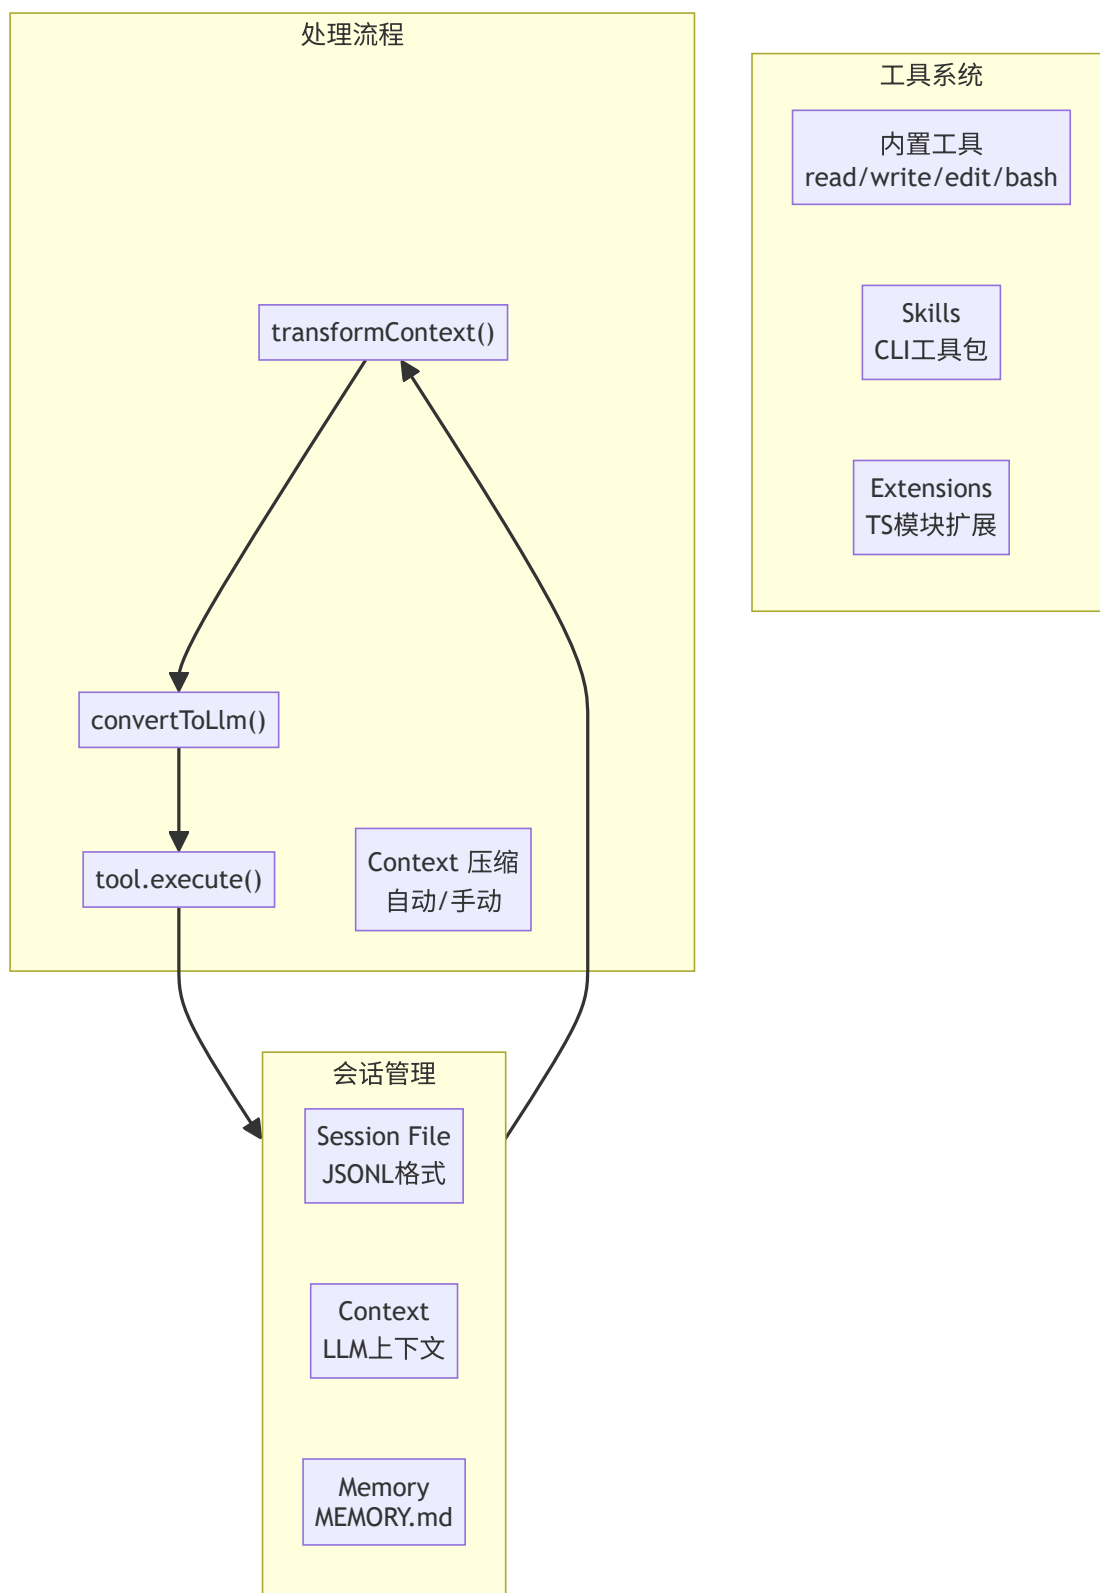 处理流程
transformContext()
convertToLlm()
tool.execute()
Context 压缩
自动/手动
工具系统
内置工具
read/write/edit/bash
Skills
CLI工具包
Extensions
TS模块扩展
会话管理
Session File
JSONL格式
Context
LLM上下文
Memory
MEMORY.md